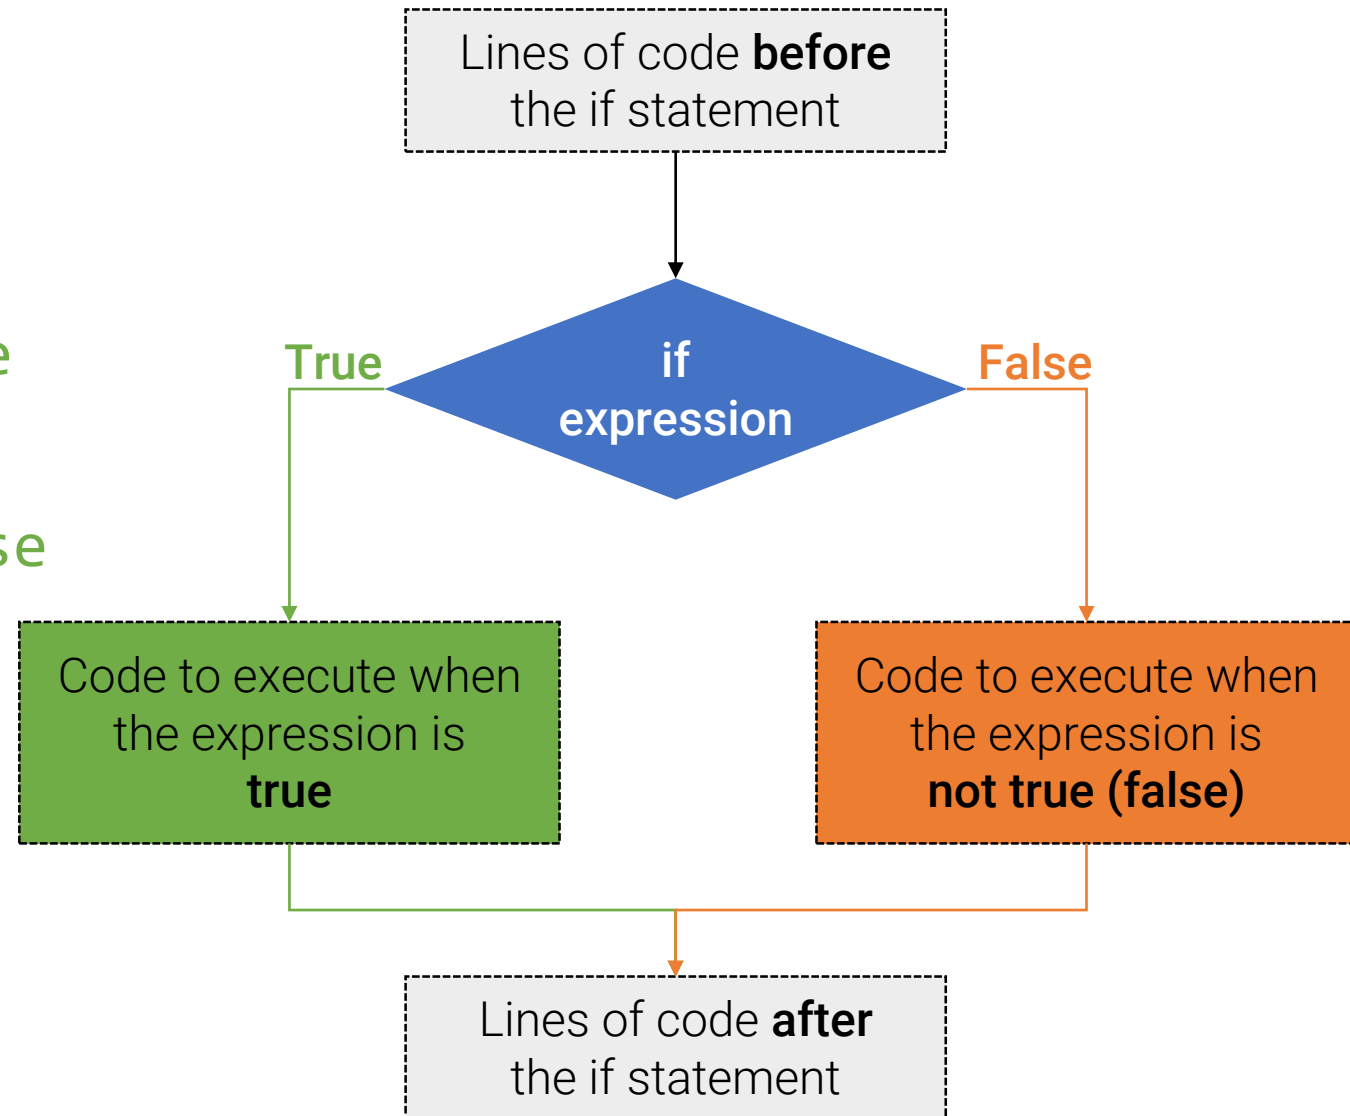 Lines of code before
the if statement
True
if
expression
False
Code to execute when
the expression is
true
Code to execute when
the expression is
not true (false)
Lines of code after
the if statement